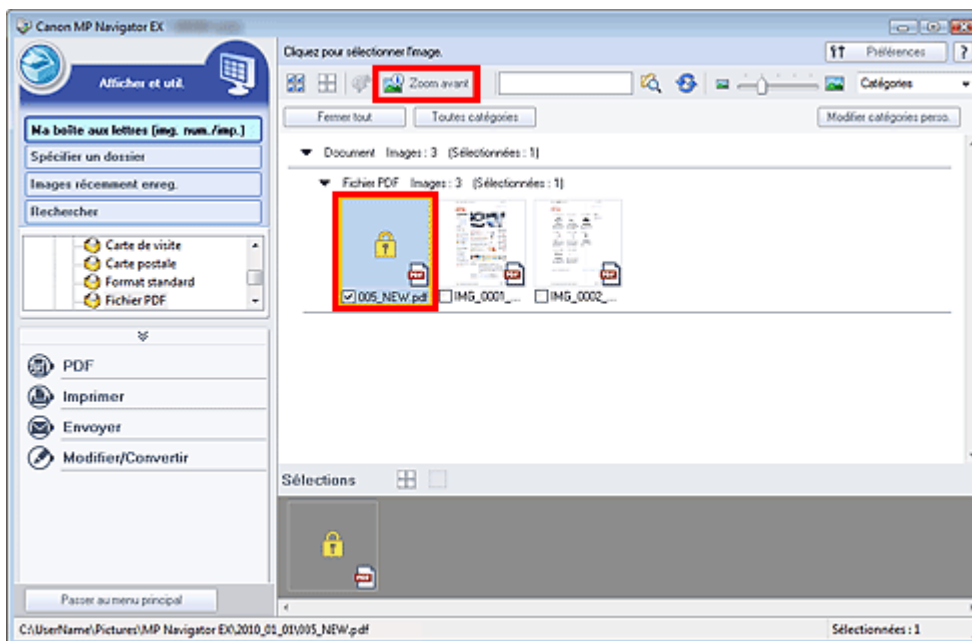 Canon MP Navigator EX
Afficher et util.
Ma boîte aux lettres (img. num./imp.)
Spécifier un dossier
Images récemment enreg.
Rechercher
Carte de visite
Carte postale
Format standard
Fichier PDF
PDF
Imprimer
Envoyer
Modifier/Convertir
Passer au menu principal
Cliquez pour sélectionner l'image.
Préférences
?
Zoom avant
Catégories
Fermer tout
Toutes catégories
Modifier catégories perso.
Document Images : 3 (Sélectionnées : 1)
Fichier PDF Images : 3 (Sélectionnées : 1)
005_NEW.pdf
IMG_0001_...
IMG_0002_...
Sélections
C:\UserName\Pictures\MP Navigator EX\2010_01_01\005_NEW.pdf
Sélectionnées : 1